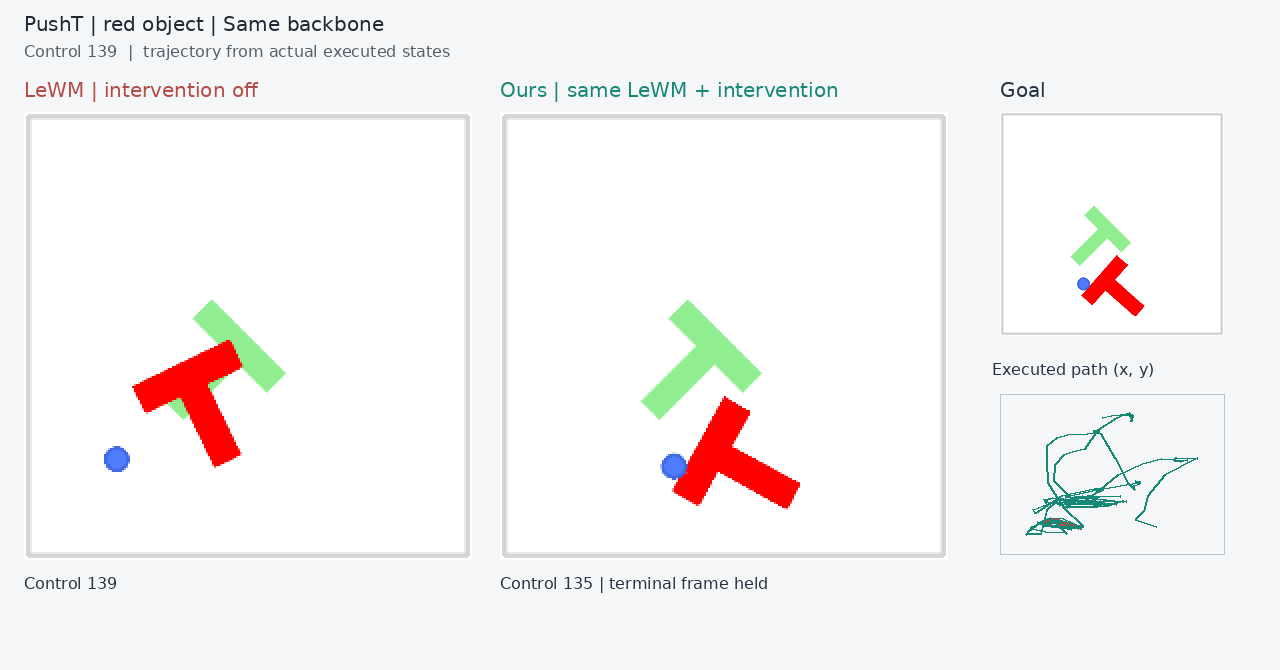 PushT | red object | Same backbone
Control 139 | trajectory from actual executed states
LeWM | intervention off
Ours | same LeWM + intervention
Goal
Executed path (x, y)
Control 139
Control 135 | terminal frame held